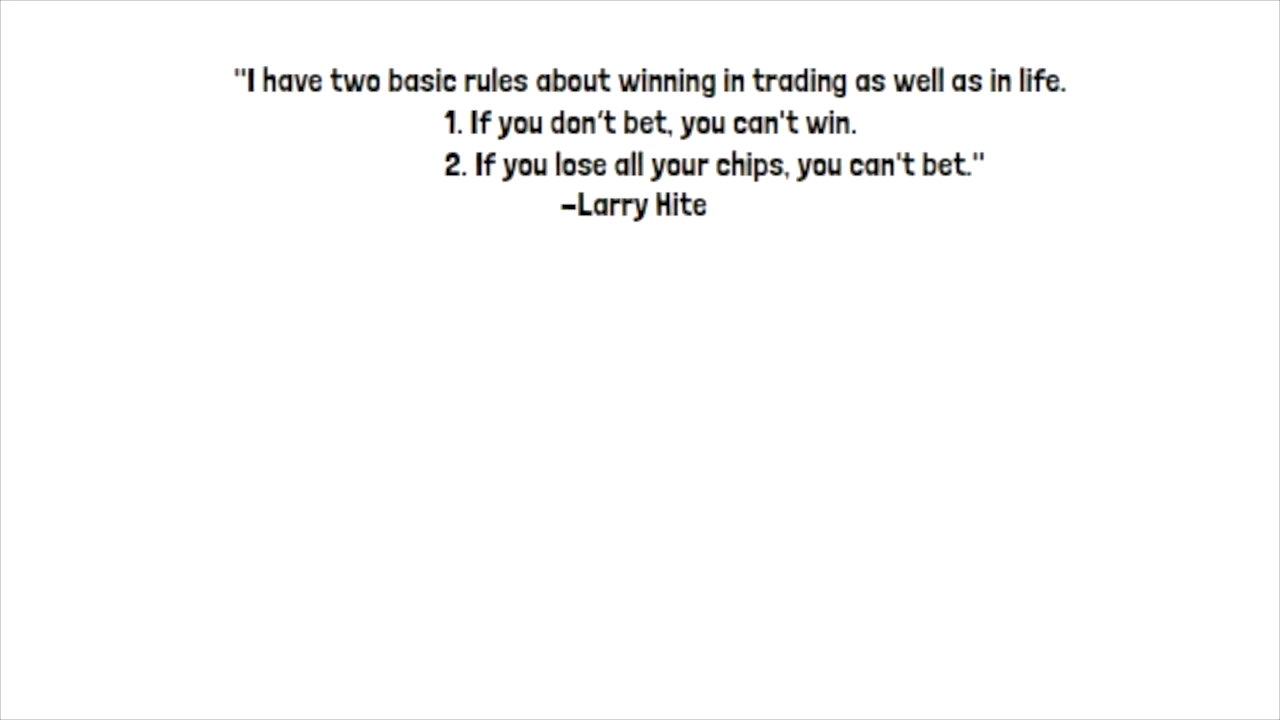 "I have two basic rules about winning in trading as well as in life.
1. If you don't bet, you can't win.
2. If you lose all your chips, you can't bet."
–Larry Hite